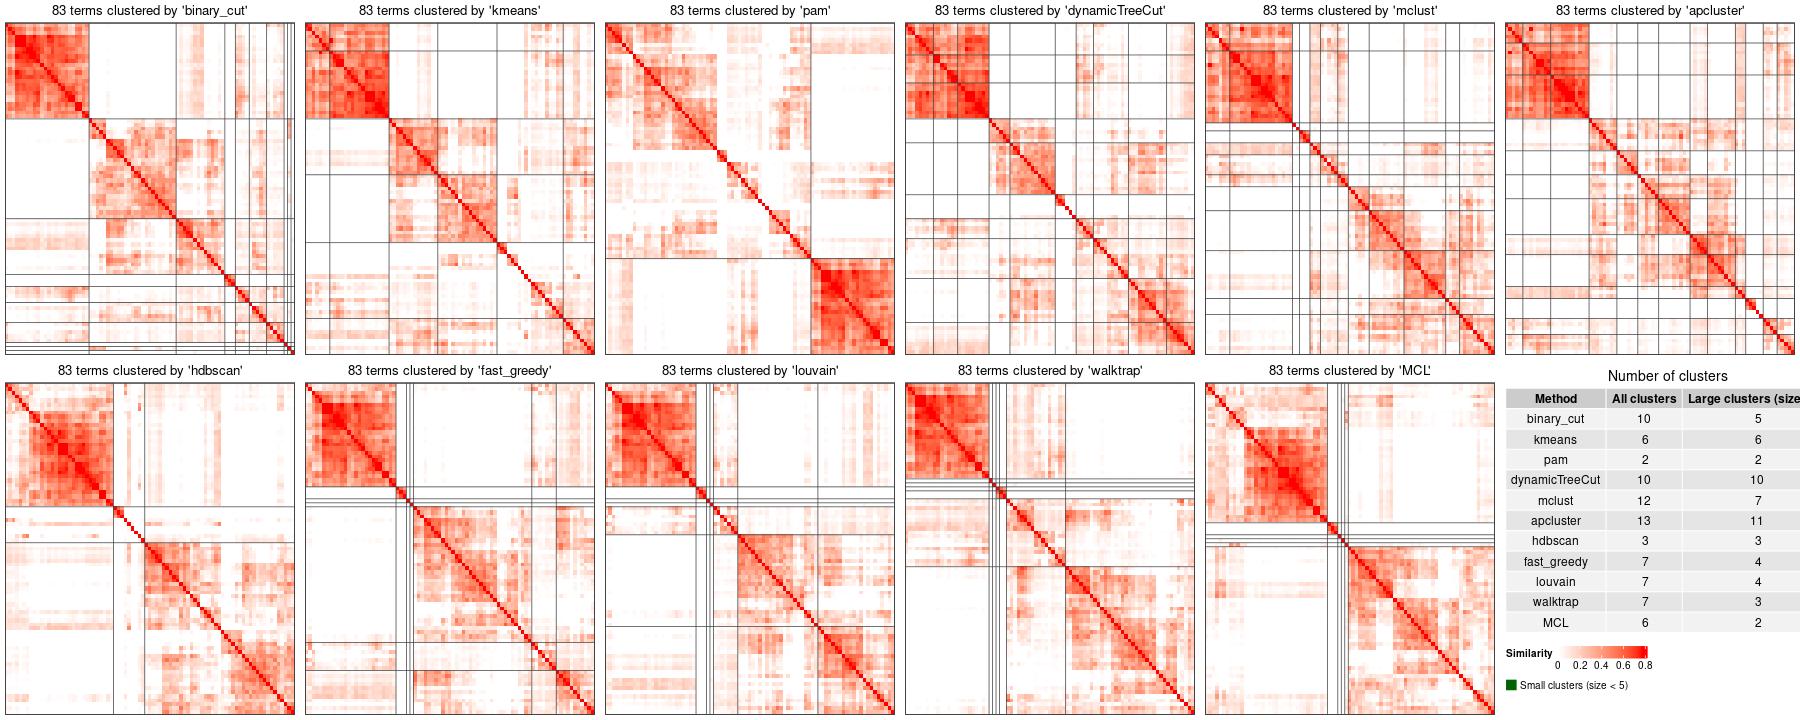 83 terms clustered by 'binary_cut'
83 terms clustered by 'kmeans'
83 terms clustered by 'pam'
83 terms clustered by 'dynamicTreeCut'
83 terms clustered by 'mclust'
83 terms clustered by 'apcluster'
83 terms clustered by 'hdbscan'
83 terms clustered by 'fast_greedy'
83 terms clustered by 'louvain'
83 terms clustered by 'walktrap'
83 terms clustered by 'MCL'
Number of clusters
Method All clusters Large clusters (size
binary_cut 10 5
kmeans 6 6
pam 2 2
dynamicTreeCut 10 10
mclust 12 7
apcluster 13 11
hdbscan 3 3
fast_greedy 7 4
louvain 7 4
walktrap 7 3
MCL 6 2
Similarity
0 0.2 0.4 0.6 0.8
Small clusters (size < 5)